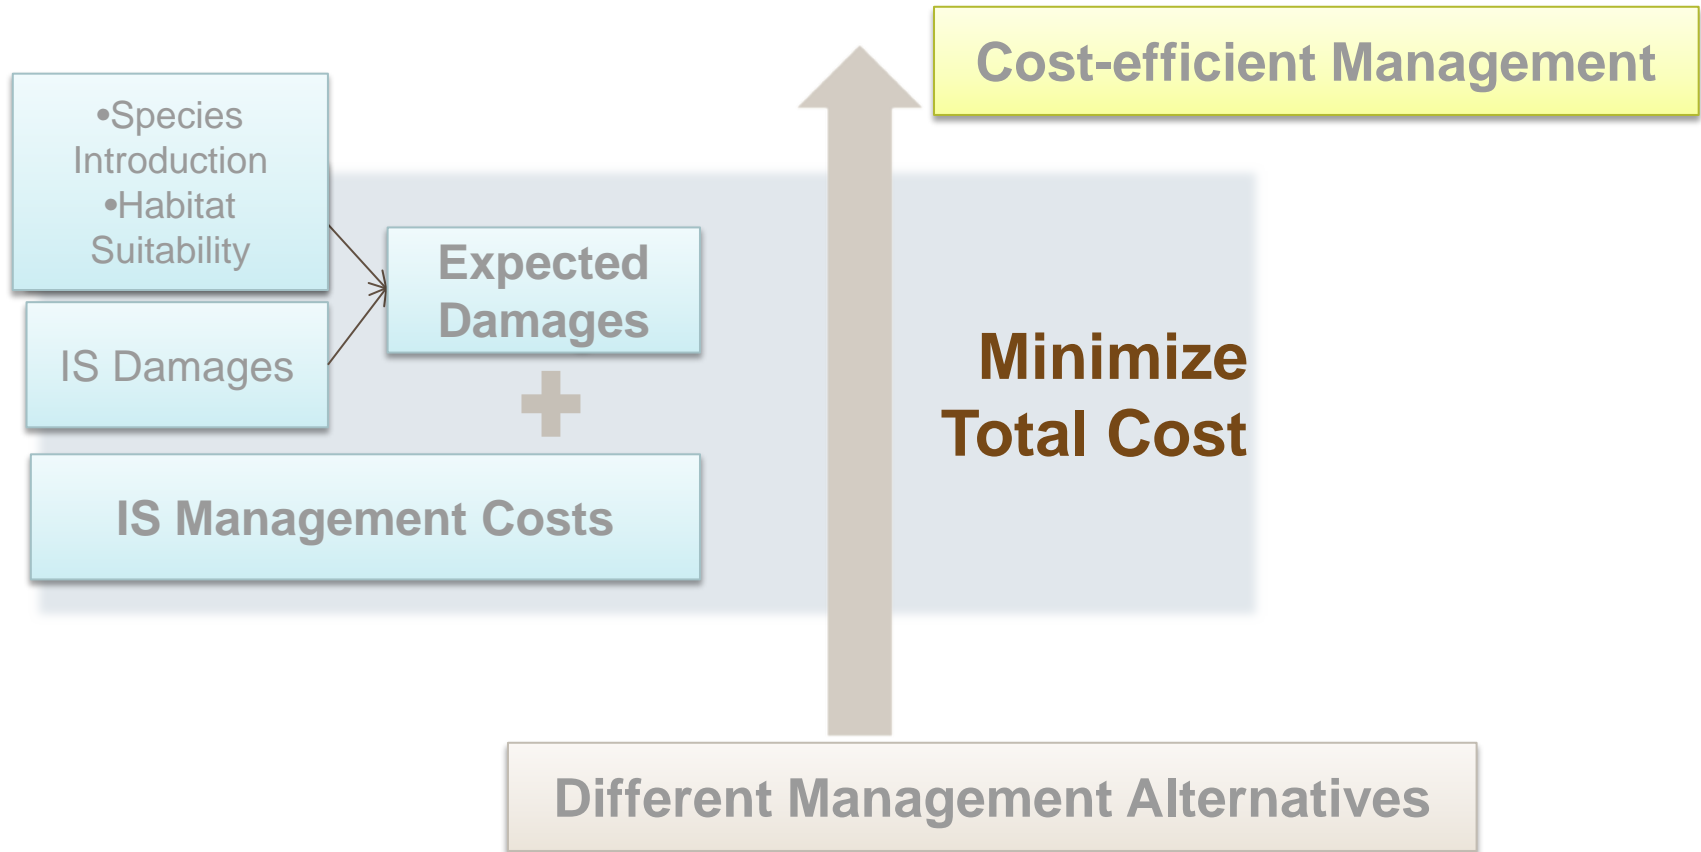 Cost-efficient Management
•Species
Introduction
•Habitat
Suitability
Expected
Damages
IS Damages
Minimize
Total Cost
IS Management Costs
Different Management Alternatives